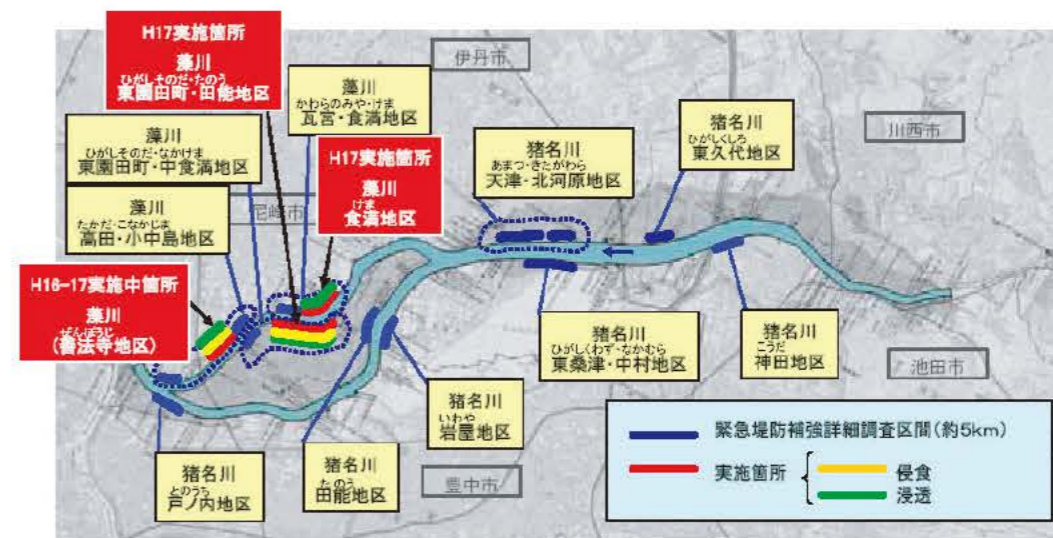 H17実施箇所
藻川
ひがしそのだ・たのう
東園田町・田能地区
伊丹市
藻川
かわらのみや・けま
瓦宮・食満地区
藻川
ひがしそのだ・なかけま
東園田町・中食満地区
H17実施箇所
藻川
けま
食満地区
猪名川
あまつ・きたがわら
天津・北河原地区
猪名川
ひがしくしろ
東久代地区
川西市
尼崎市
藻川
たかだ・こなかじま
高田・小中島地区
H16-17実施中箇所
藻川
ぜんぽうじ
(善法寺地区)
猪名川
ひがしくわず・なかむら
東桑津・中村地区
猪名川
こうだ
神田地区
池田市
猪名川
いわや
岩屋地区
猪名川
とのうち
戸ノ内地区
猪名川
たのう
田能地区
豊中市
緊急堤防補強詳細調査区間(約5km)
実施箇所
侵食
浸透